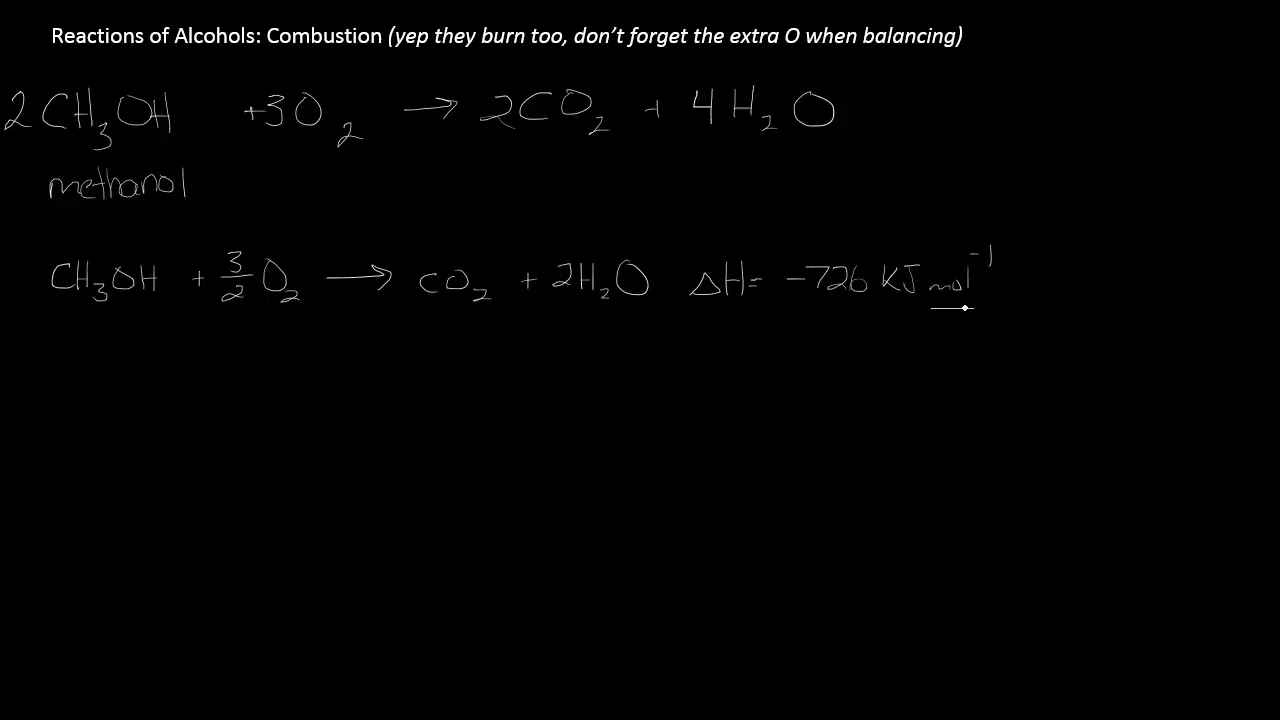 Reactions of Alcohols: Combustion (yep they burn too, don't forget the extra O when balancing)
2CH₃OH +3O₂ → 2CO₂ + 4H₂O
methanol
CH₃OH + 3/2 O₂ → CO₂ + 2H₂O ΔH= -726 KJ mol⁻¹